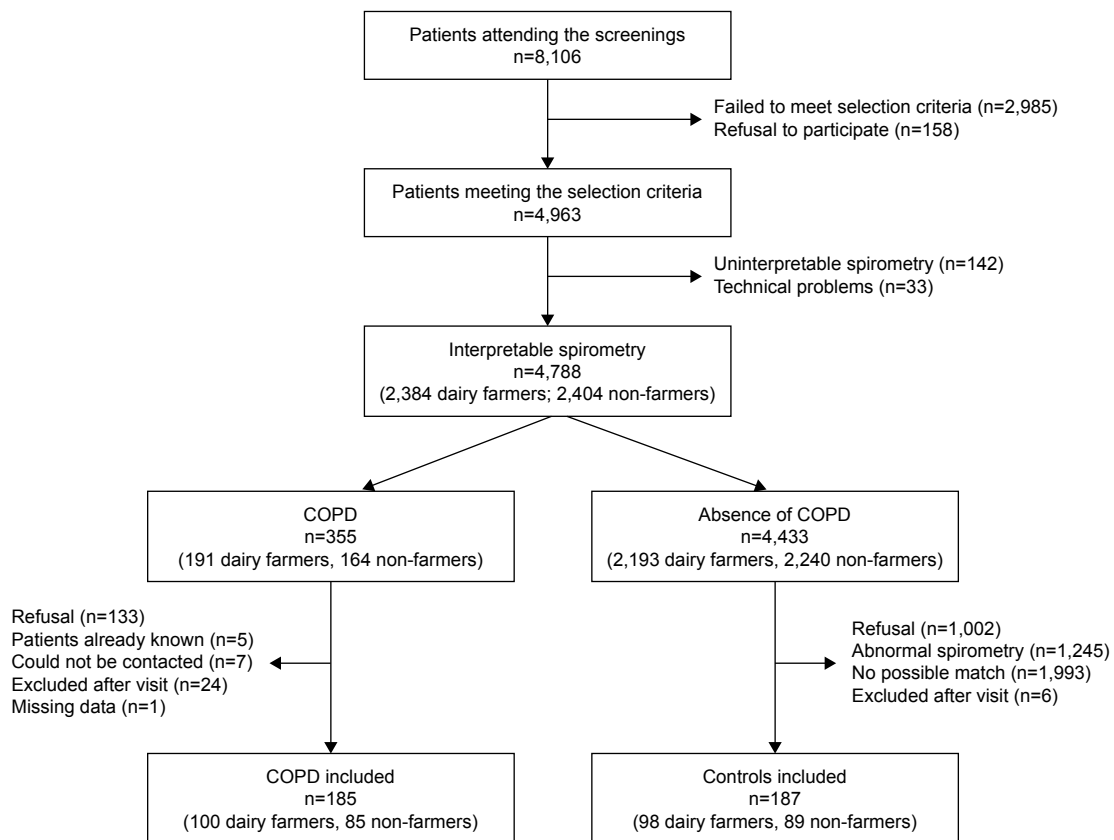 Patients attending the screenings
n=8,106
Failed to meet selection criteria (n=2,985)
Refusal to participate (n=158)
Patients meeting the selection criteria
n=4,963
Uninterpretable spirometry (n=142)
Technical problems (n=33)
Interpretable spirometry
n=4,788
(2,384 dairy farmers; 2,404 non-farmers)
COPD
n=355
(191 dairy farmers, 164 non-farmers)
Absence of COPD
n=4,433
(2,193 dairy farmers, 2,240 non-farmers)
Refusal (n=133)
Patients already known (n=5)
Could not be contacted (n=7)
Excluded after visit (n=24)
Missing data (n=1)
Refusal (n=1,002)
Abnormal spirometry (n=1,245)
No possible match (n=1,993)
Excluded after visit (n=6)
COPD included
n=185
(100 dairy farmers, 85 non-farmers)
Controls included
n=187
(98 dairy farmers, 89 non-farmers)